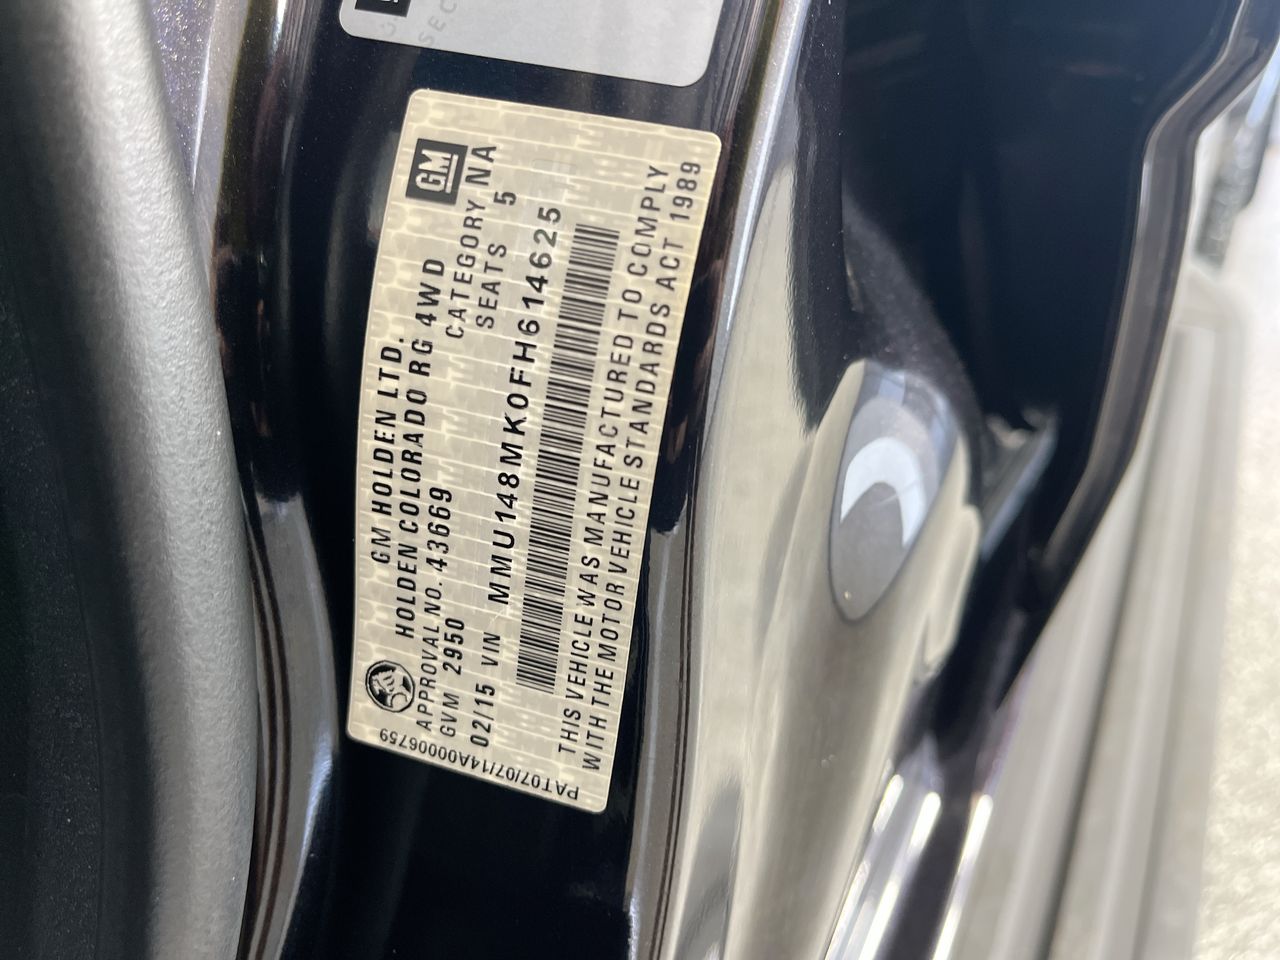 GM HOLDEN LTD.
GM
HOLDEN COLORADO RG 4WD
APPROVAL NO. 43669
CATEGORY NA
GVM 2950
SEATS 5
02/15 VIN MMU148MK0FH614625
THIS VEHICLE WAS MANUFACTURED TO COMPLY
WITH THE MOTOR VEHICLE STANDARDS ACT 1989
PAT07/07/14A00006759
SEC